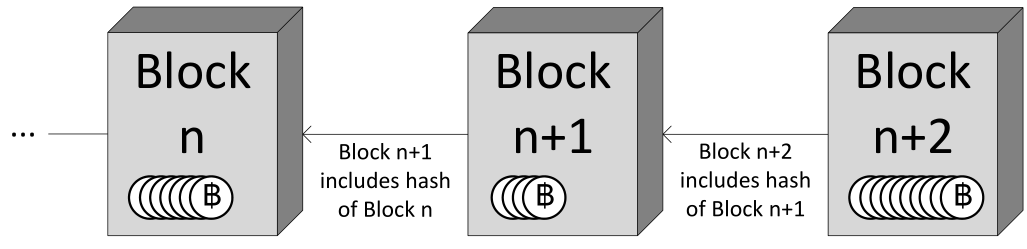 Block
n
฿
Block
n+1
฿
Block
n+2
฿
...
Block n+1
includes hash
of Block n
Block n+2
includes hash
of Block n+1